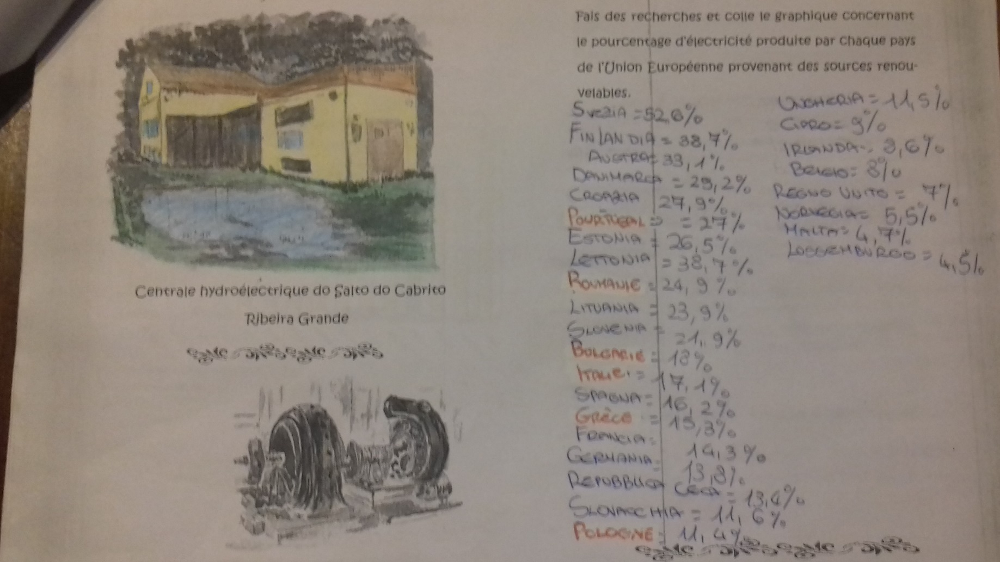 Centrale hydroélectrique do Salto do Cabrito
Ribeira Grande
Fais des recherches et colle le graphique concernant
le pourcentage d'électricité produite par chaque pays
de l'Union Européenne provenant des sources renou-
velables.
SVEZIA = 52,6%
FINLANDIA = 38,7%
AUSTRIA = 33,1%
DANIMARCA = 29,2%
CROAZIA 27,9%
POURTUGAL = = 27%
ESTONIA = 26,5%
LETTONIA = 38,7%
ROUMANIE = 24,9%
LITUANIA = 23,9%
SLOVENIA = 21,9%
BULGARIE = 18%
ITALIE = 17,1%
SPAGNA = 16,2%
GRÈCE = 15,3%
FRANCIA = 14,3%
GERMANIA = 13,8%
REPUBBLICA CECA = 13,4%
SLOVACCHIA = 11,6%
POLOGNE = 11,4%
UNGHERIA = 11,5%
CIPRO = 9%
IRLANDA = 8,6%
BELGIO = 8%
REGNO UNITO = 7%
NORVEGIA = 5,5%
MALTA = 4,7%
LUSSEMBURGO = 4,5%